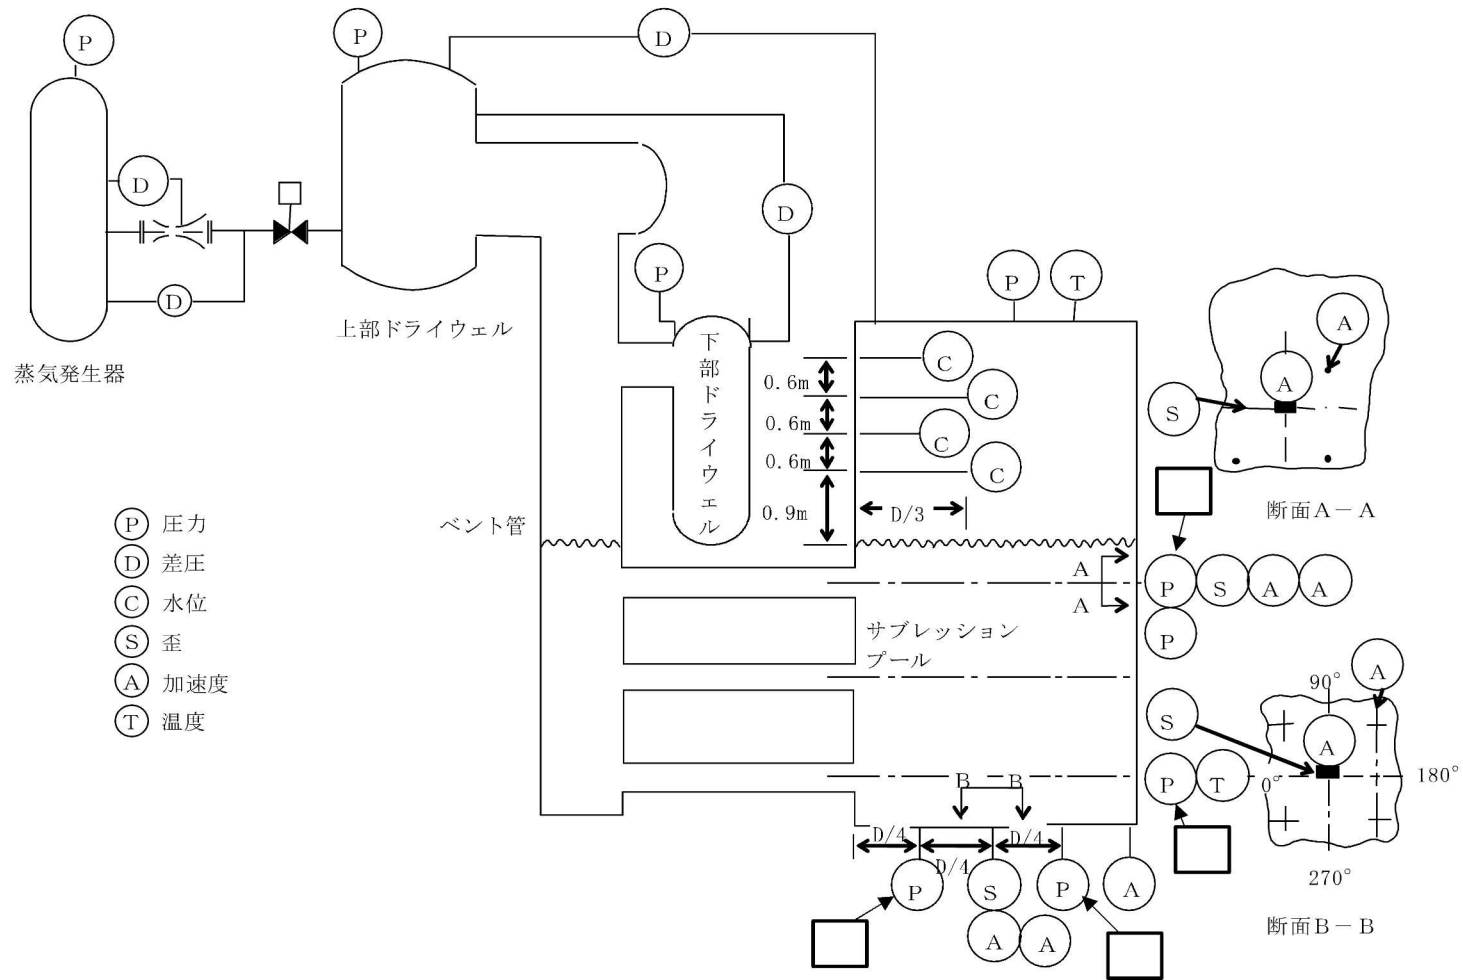 P
P
D
D
D
D
P
P
T
A
A
S
上部ドライウェル
蒸気発生器
下部ドライウェル
C
C
C
C
0.6m
0.6m
0.6m
0.9m
D/3
断面A－A
ベント管
P 圧力
D 差圧
C 水位
S 歪
A 加速度
T 温度
A
A
P
S
A
A
P
サブレッション
プール
A
90°
S
A
B
B
P
T
0°
180°
D/4
D/4
D/4
270°
P
S
P
A
A
A
断面B－B